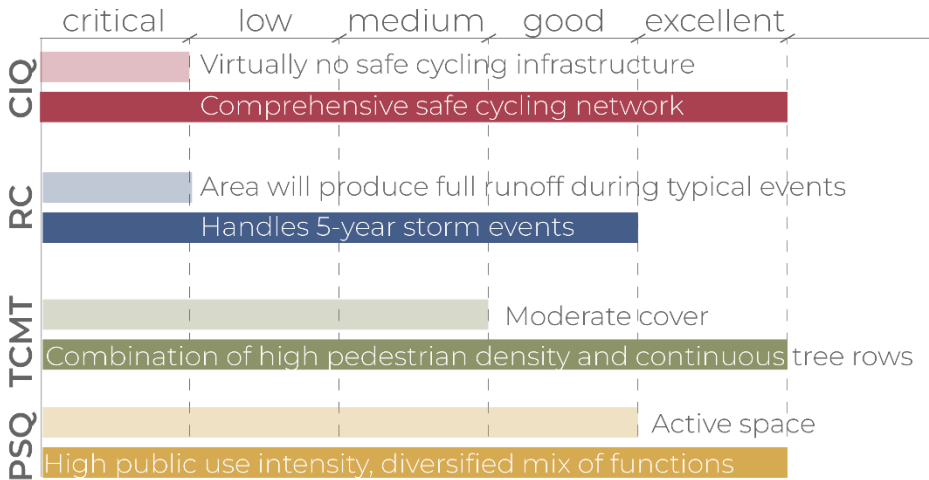 critical low medium good excellent
CIQ
Virtually no safe cycling infrastructure
Comprehensive safe cycling network
RC
Area will produce full runoff during typical events
Handles 5-year storm events
TCMT
Moderate cover
Combination of high pedestrian density and continuous tree rows
PSQ
Active space
High public use intensity, diversified mix of functions